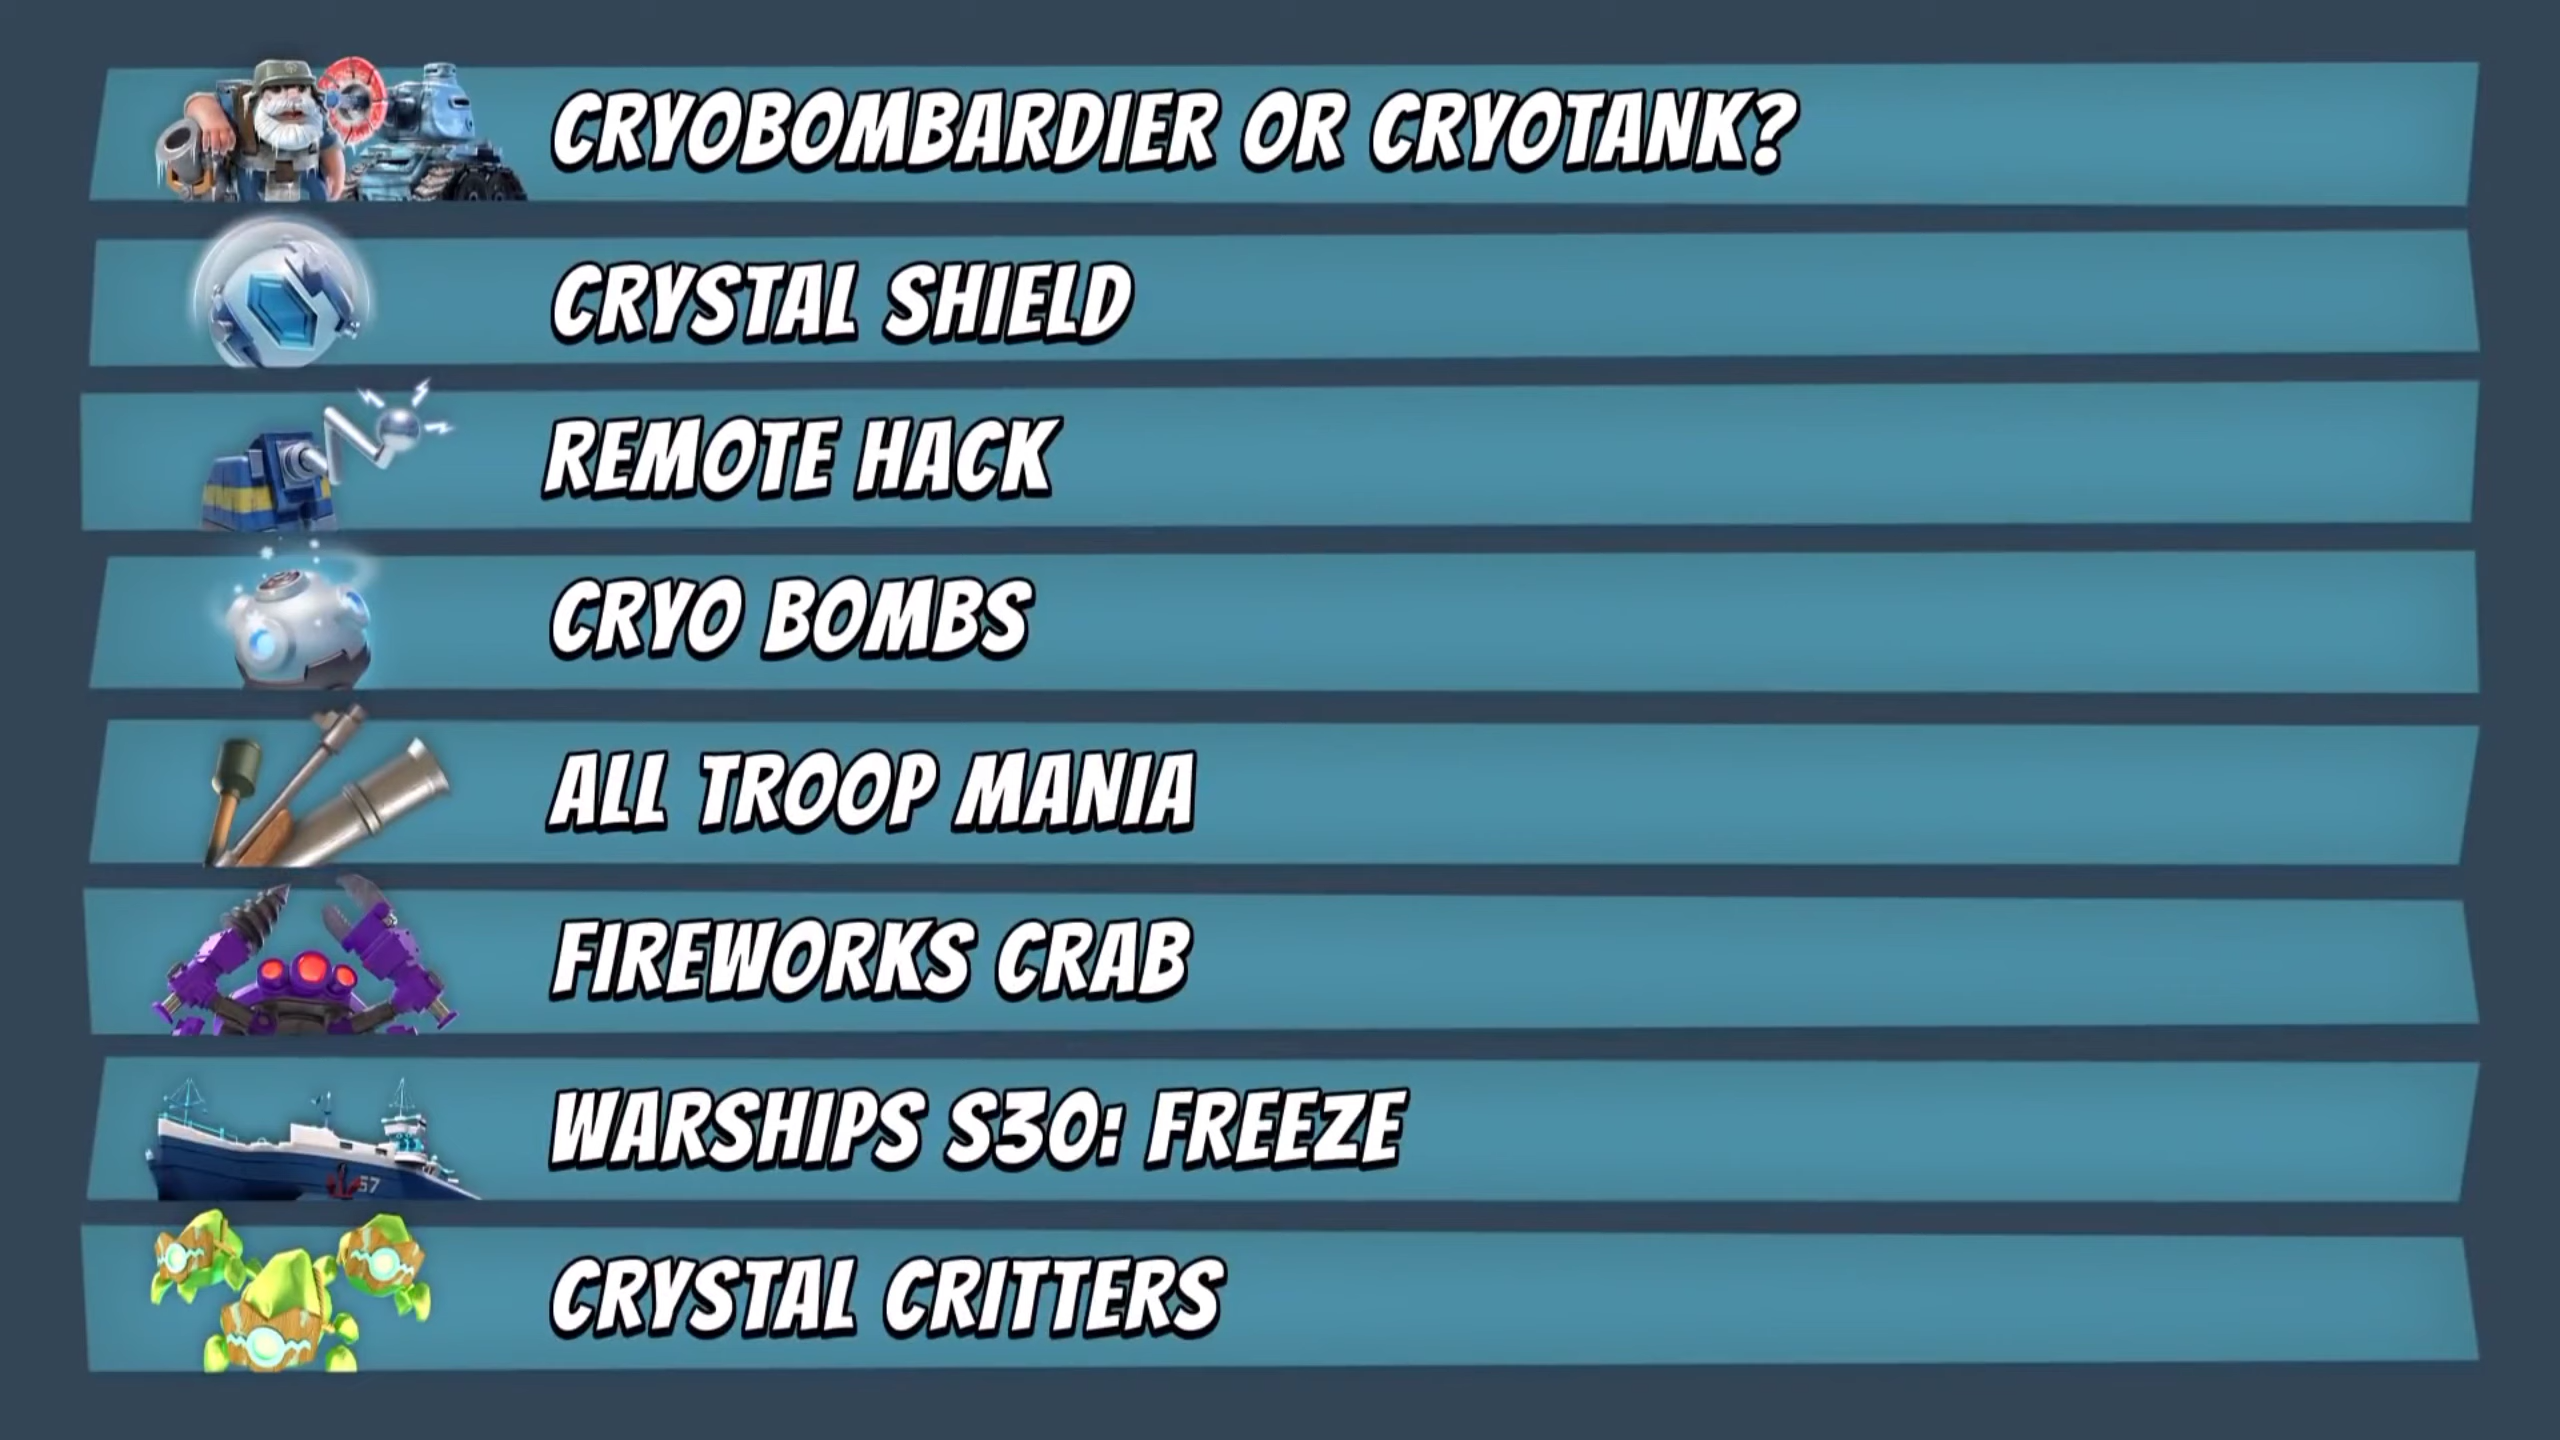 CRYOBOMBARDIER OR CRYOTANK?
CRYSTAL SHIELD
REMOTE HACK
CRYO BOMBS
ALL TROOP MANIA
FIREWORKS CRAB
WARSHIPS S30: FREEZE
57
CRYSTAL CRITTERS